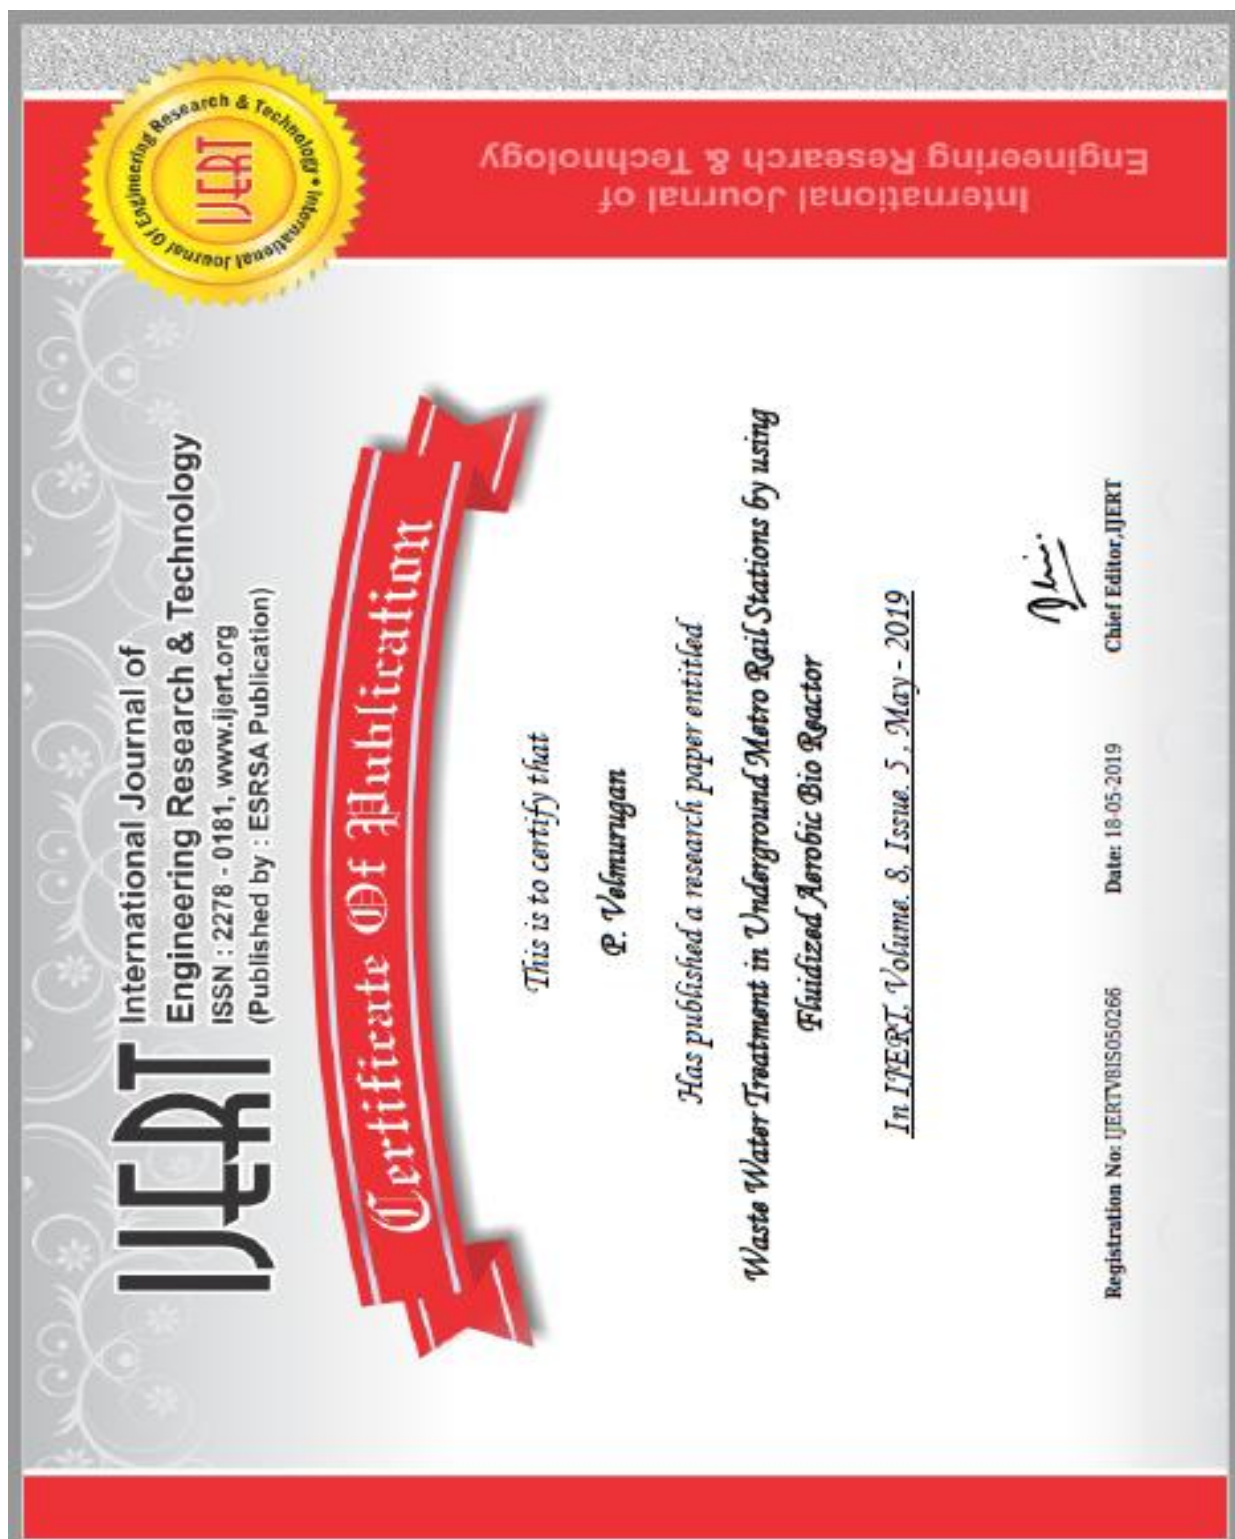 IJERT
International Journal of
Engineering Research & Technology
ISSN : 2278 - 0181, www.ijert.org
(Published by : ESRSA Publication)
International Journal Of Engineering Research & Technology *
IJERT
International Journal of
Engineering Research & Technology
Certificate Of Publication
This is to certify that
P. Velmurugan
Has published a research paper entitled
Waste Water Treatment in Underground Metro Rail Stations by using
Fluidized Aerobic Bio Reactor
In IJERT, Volume. 8, Issue. 5 , May - 2019
Registration No: IJERTV8IS050266
Date: 18-05-2019
Chief Editor,IJERT